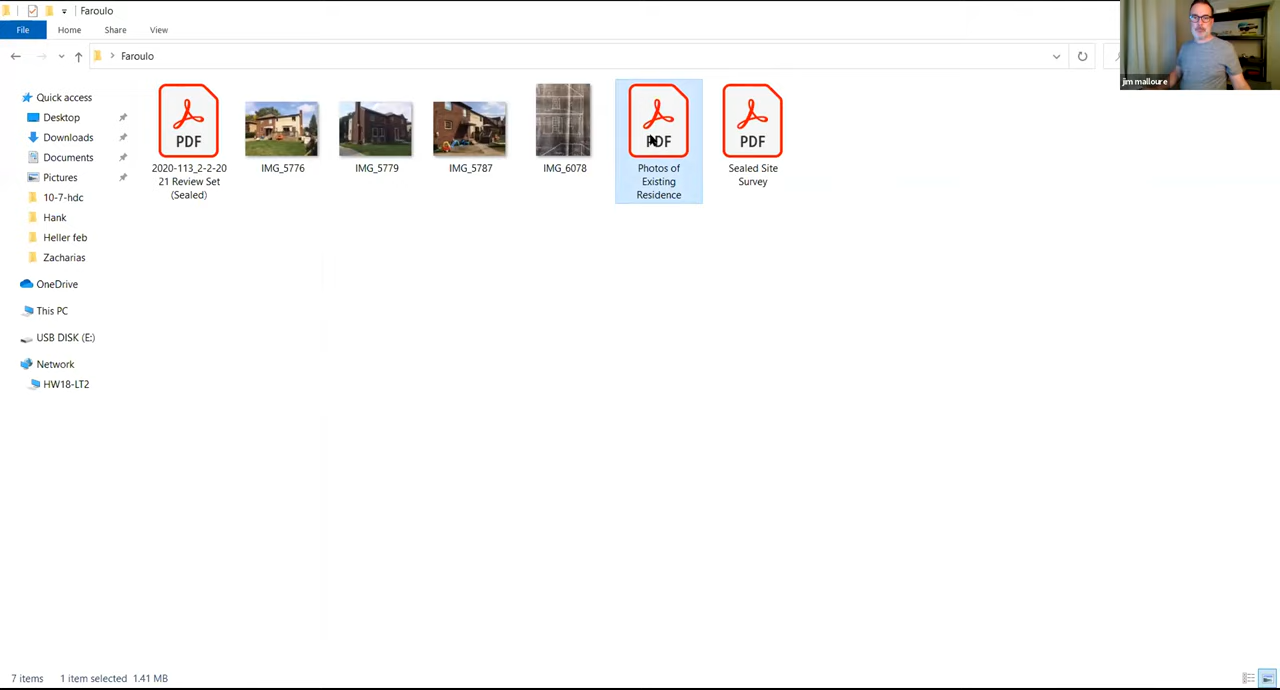 Faroulo
File
Home
Share
View
Faroulo
jim malloure
Quick access
Desktop
Downloads
Documents
Pictures
10-7-hdc
Hank
Heller feb
Zacharias
OneDrive
This PC
USB DISK (E:)
Network
HW18-LT2
PDF
2020-113_2-2-20
21 Review Set
(Sealed)
IMG_5776
IMG_5779
IMG_5787
IMG_6078
PDF
Photos of
Existing
Residence
PDF
Sealed Site
Survey
7 items
1 item selected 1.41 MB